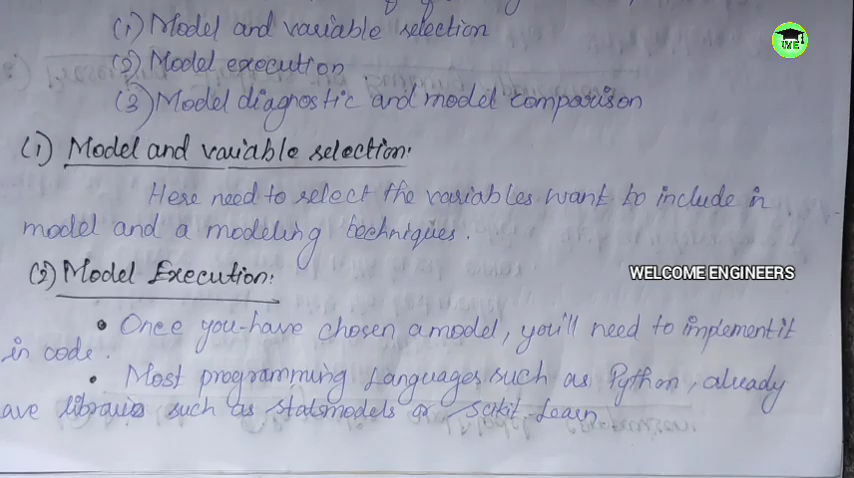 (1) Model and variable selection
(2) Model execution
(3) Model diagnostic and model comparison
(1) Model and variable selection:
Here need to select the variables want to include in
model and a modeling techniques.
(2) Model Execution:
WELCOME ENGINEERS
• Once you-have chosen a model, you'll need to implement it
in code.
• Most programming Languages such as Python, already
ave libraries such as statsmodels or Scikit-learn
IME